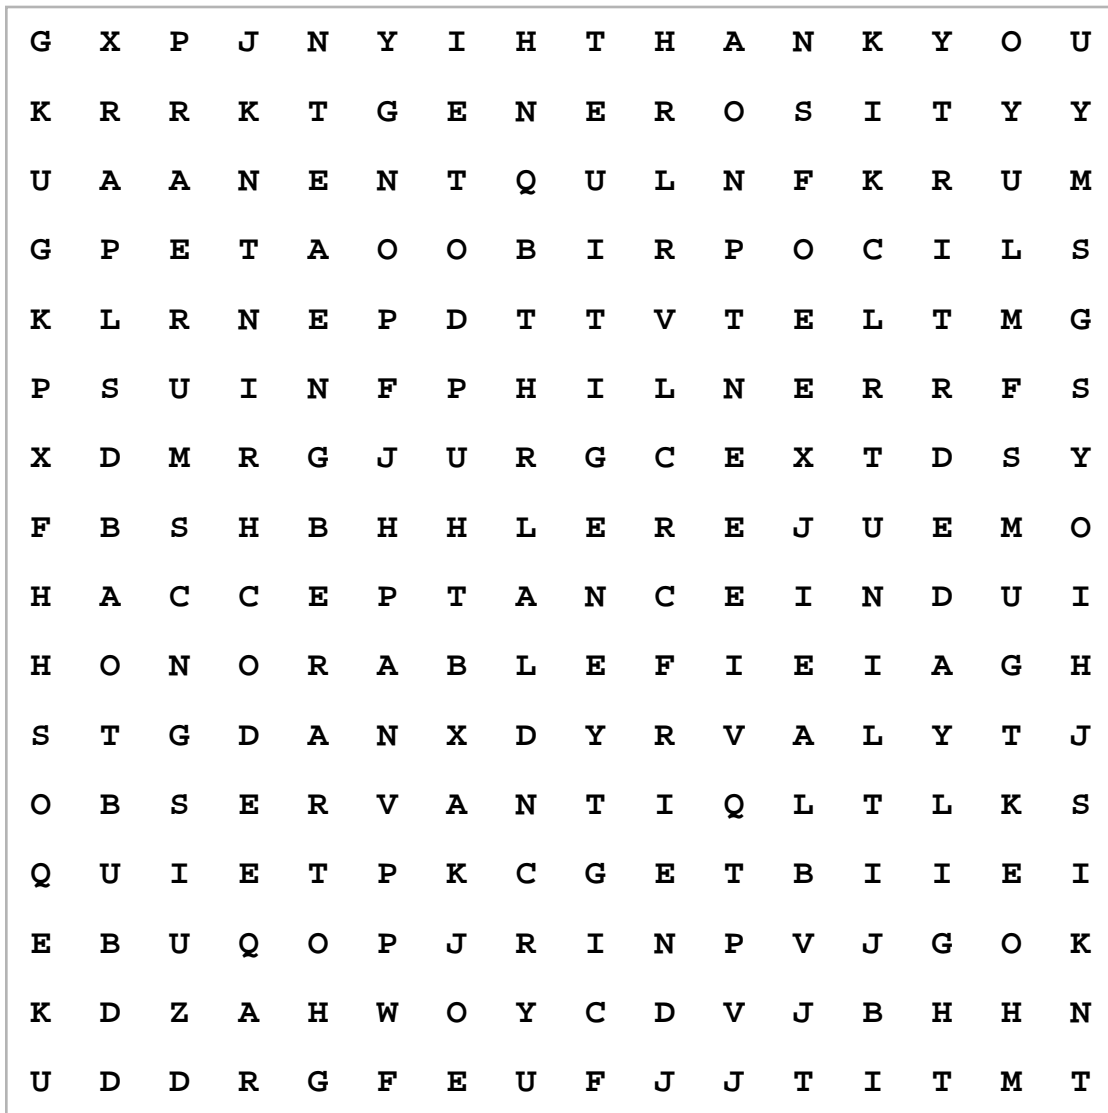 G X P J N Y I H T H A N K Y O U
K R R K T G E N E R O S I T Y Y
U A A N E N T Q U L N F K R U M
G P E T A O O B I R P O C I L S
K L R N E P D T T V T E L T M G
P S U I N F P H I L N E R R F S
X D M R G J U R G C E X T D S Y
F B S H B H H L E R E J U E M O
H A C C E P T A N C E I N D U I
H O N O R A B L E F I E I A G H
S T G D A N X D Y R V A L Y T J
O B S E R V A N T I Q L T L K S
Q U I E T P K C G E T B I I E I
E B U Q O P J R I N P V J G O K
K D Z A H W O Y C D V J B H H N
U D D R G F E U F J J T I T M T